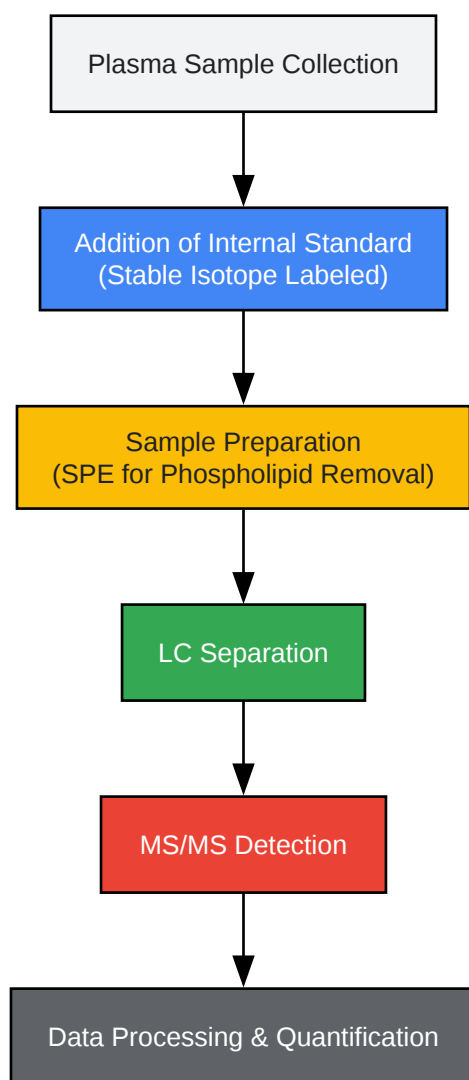 Plasma Sample Collection
Addition of Internal Standard
(Stable Isotope Labeled)
Sample Preparation
(SPE for Phospholipid Removal)
LC Separation
MS/MS Detection
Data Processing & Quantification